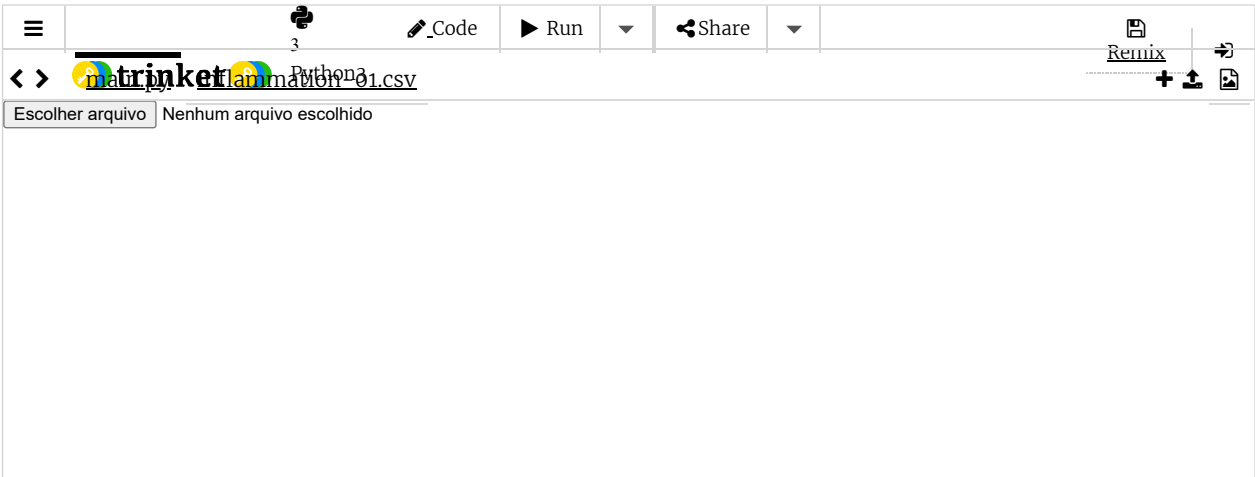 Code Run Share
3
Remix
trinket Python3
main.py inflammation-01.csv
Escolher arquivo Nenhum arquivo escolhido